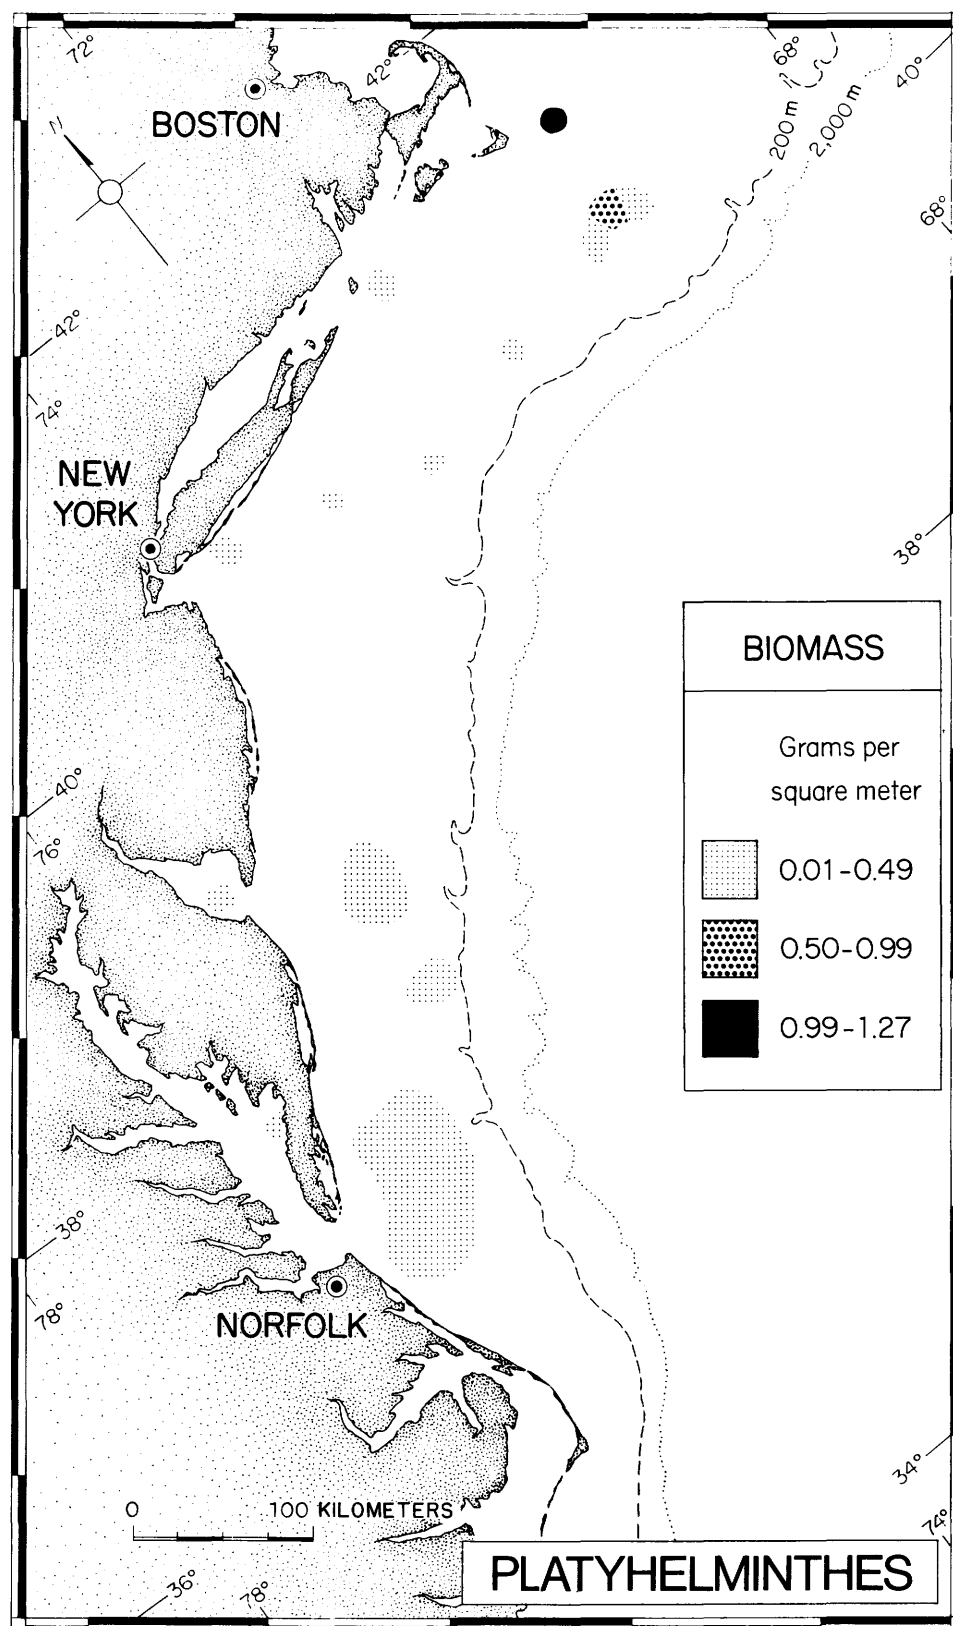 72°
42°
68°
40°
BOSTON
N
200 m
2,000 m
68°
42°
74°
NEW
YORK
38°
BIOMASS
Grams per
square meter
0.01-0.49
0.50-0.99
0.99-1.27
40°
76°
38°
78°
NORFOLK
34°
74°
0 100 KILOMETERS
PLATYHELMINTHES
36°
78°